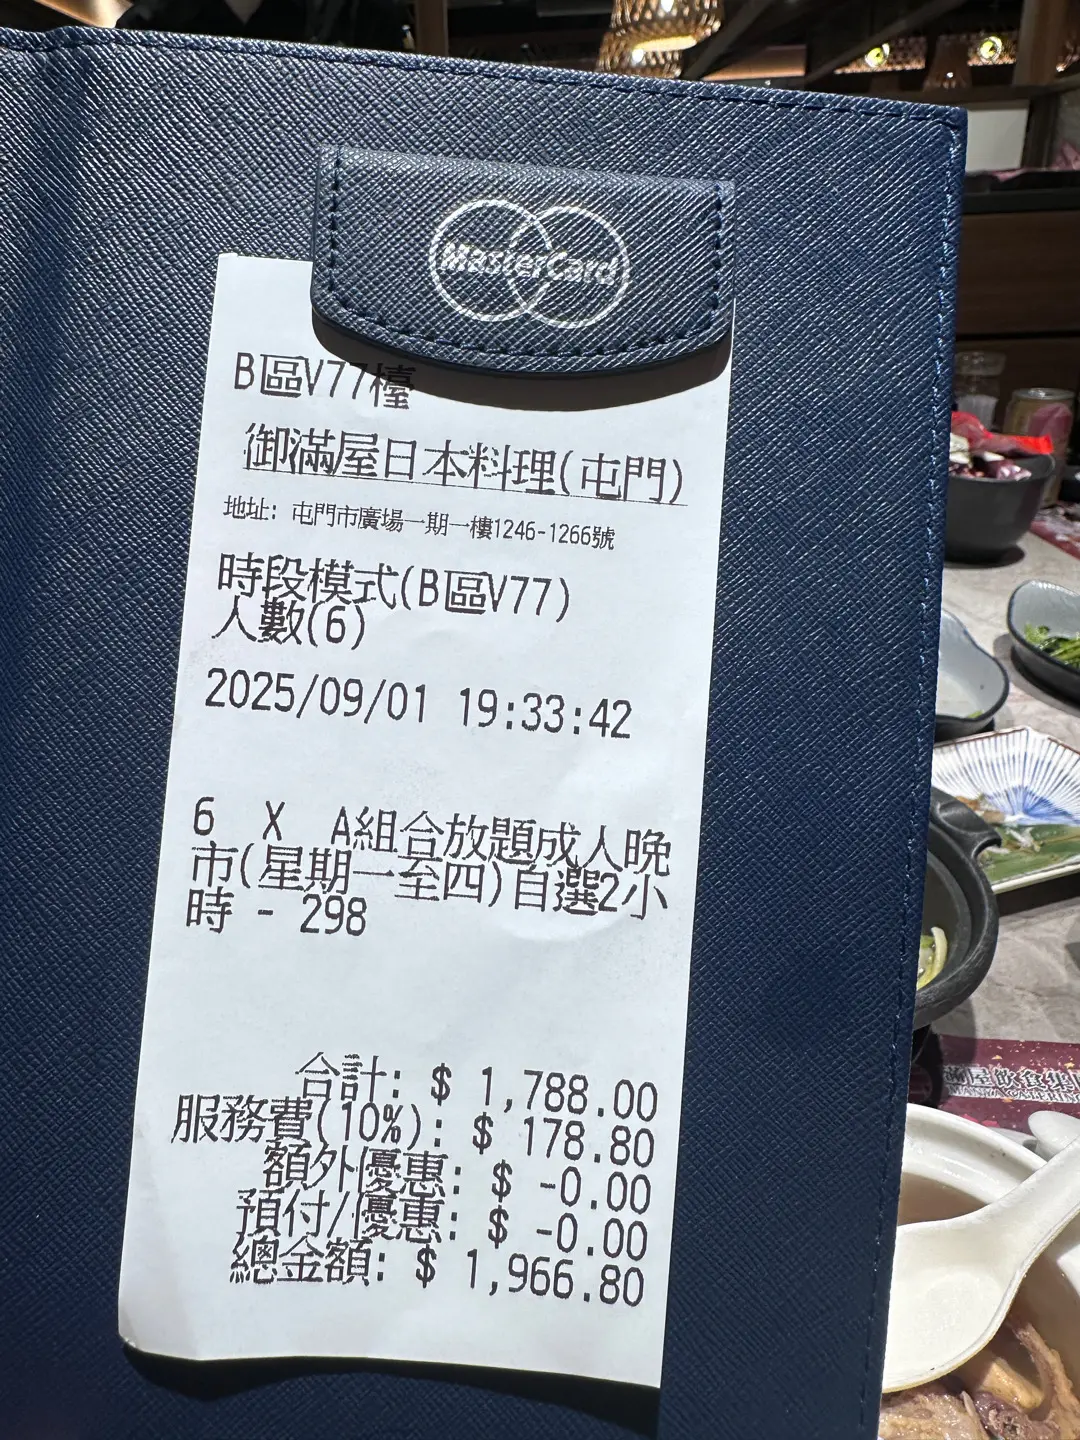 MasterCard
B區V77檯
御滿屋日本料理(屯門)
地址: 屯門市廣場一期一樓1246-1266號
時段模式(B區V77)
人數(6)
2025/09/01 19:33:42
6 X A組合放題成人晚
市(星期一至四)自選2小
時 - 298
合計: $ 1,788.00
服務費(10%): $ 178.80
額外優惠: $ -0.00
預付/優惠: $ -0.00
總金額: $ 1,966.80
屋飲食集